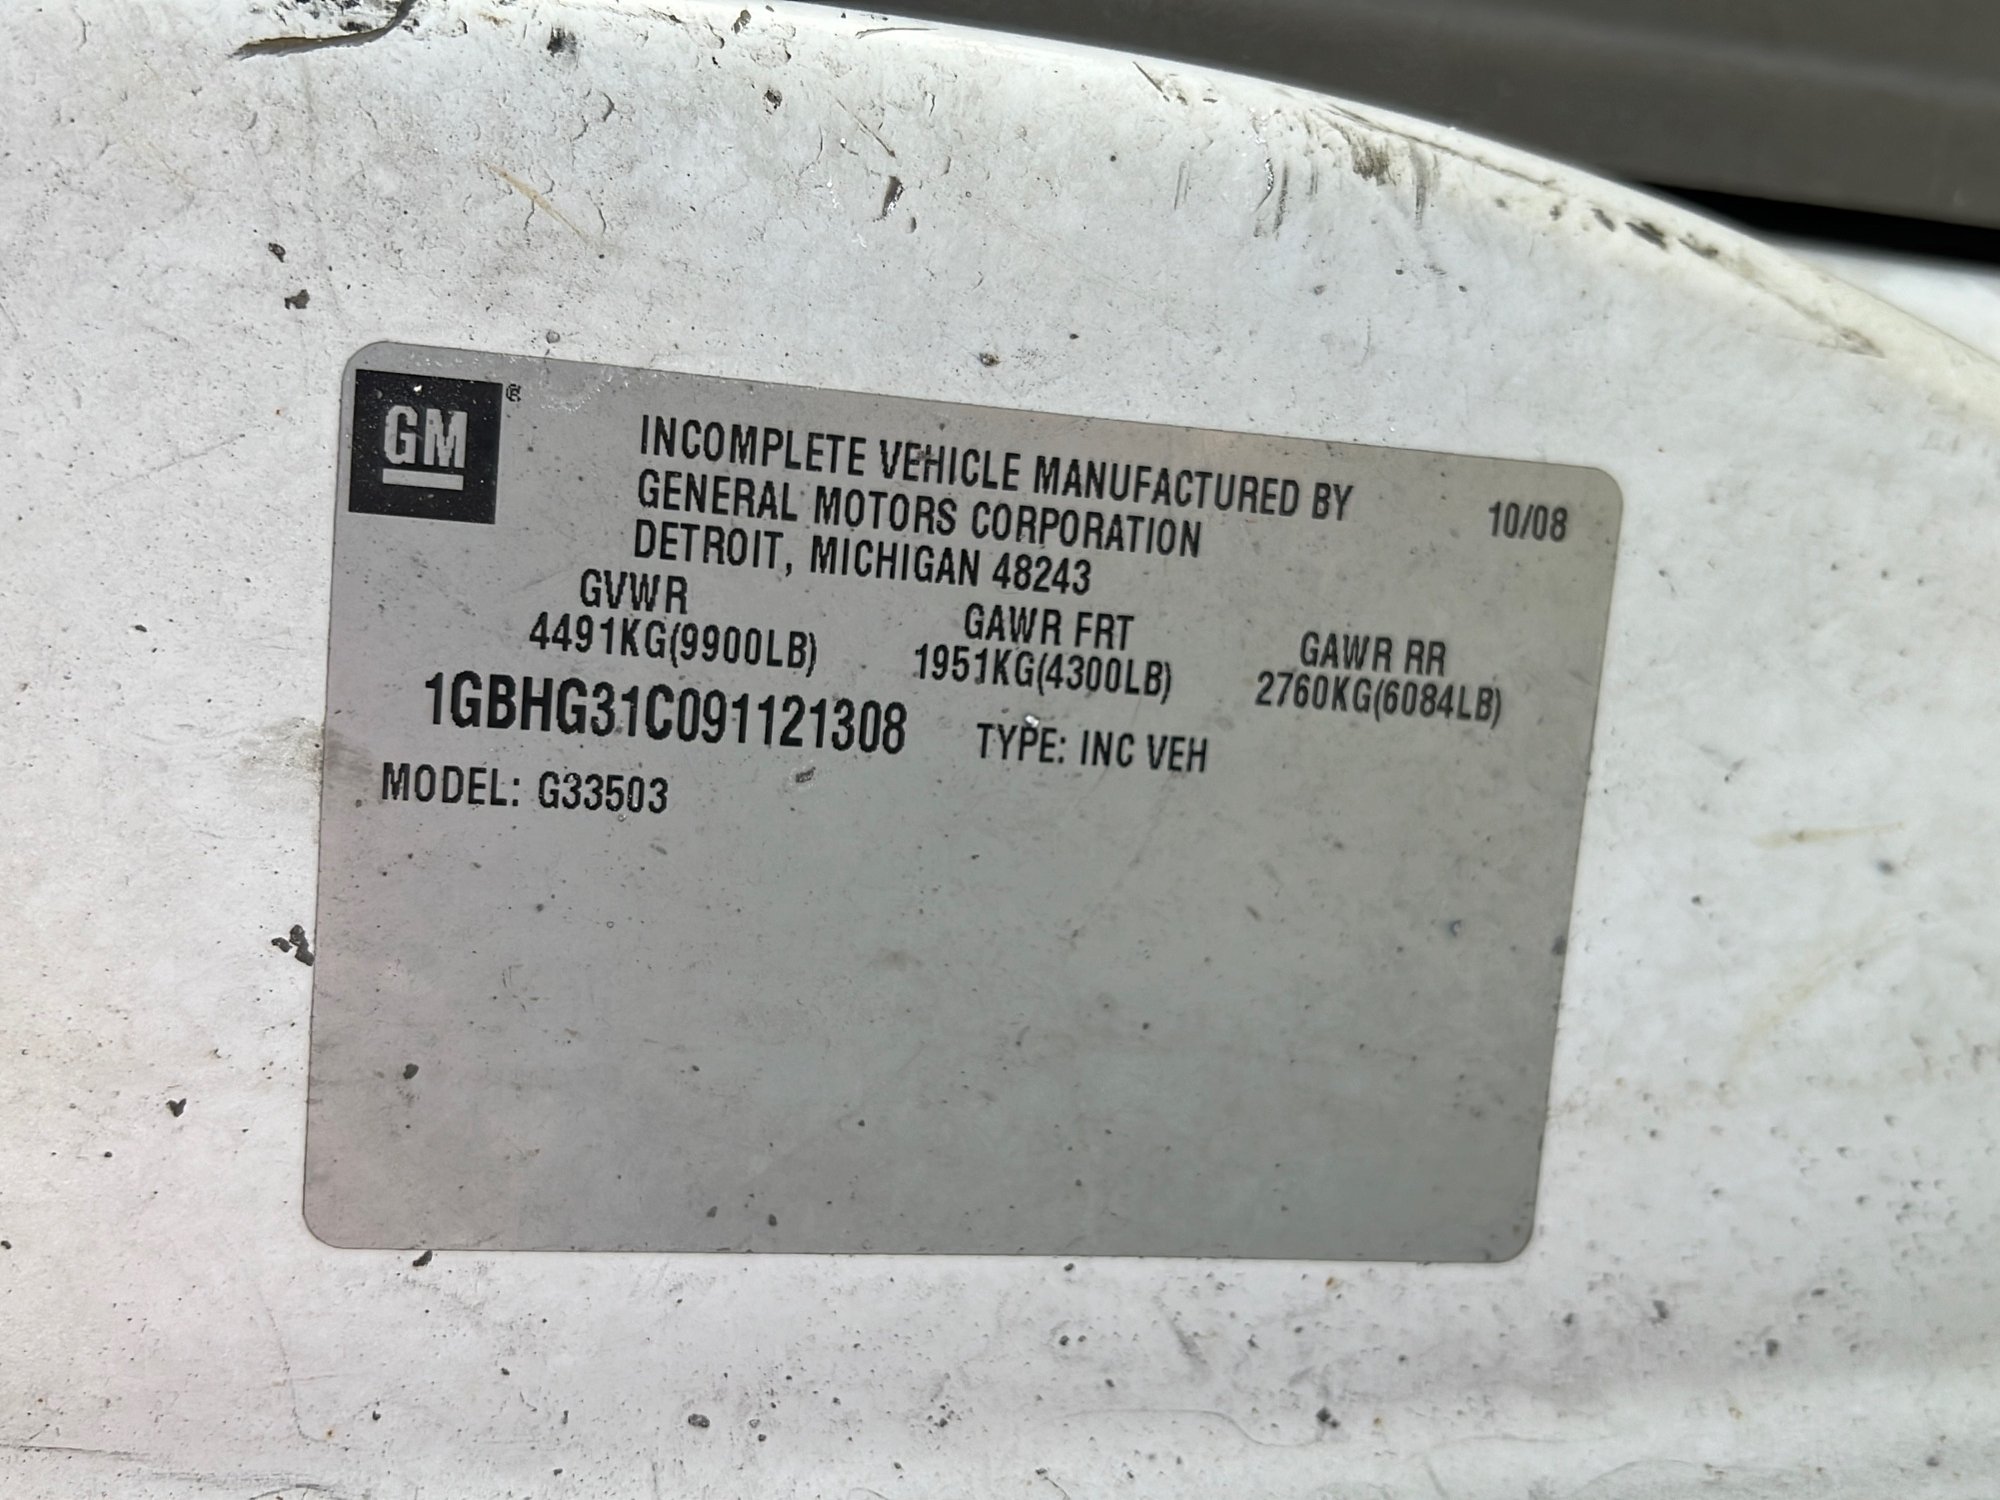 GM®
INCOMPLETE VEHICLE MANUFACTURED BY
GENERAL MOTORS CORPORATION
DETROIT, MICHIGAN 48243
10/08
GVWR GAWR FRT GAWR RR
4491KG(9900LB) 1951KG(4300LB) 2760KG(6084LB)
1GBHG31C091121308 TYPE: INC VEH
MODEL: G33503